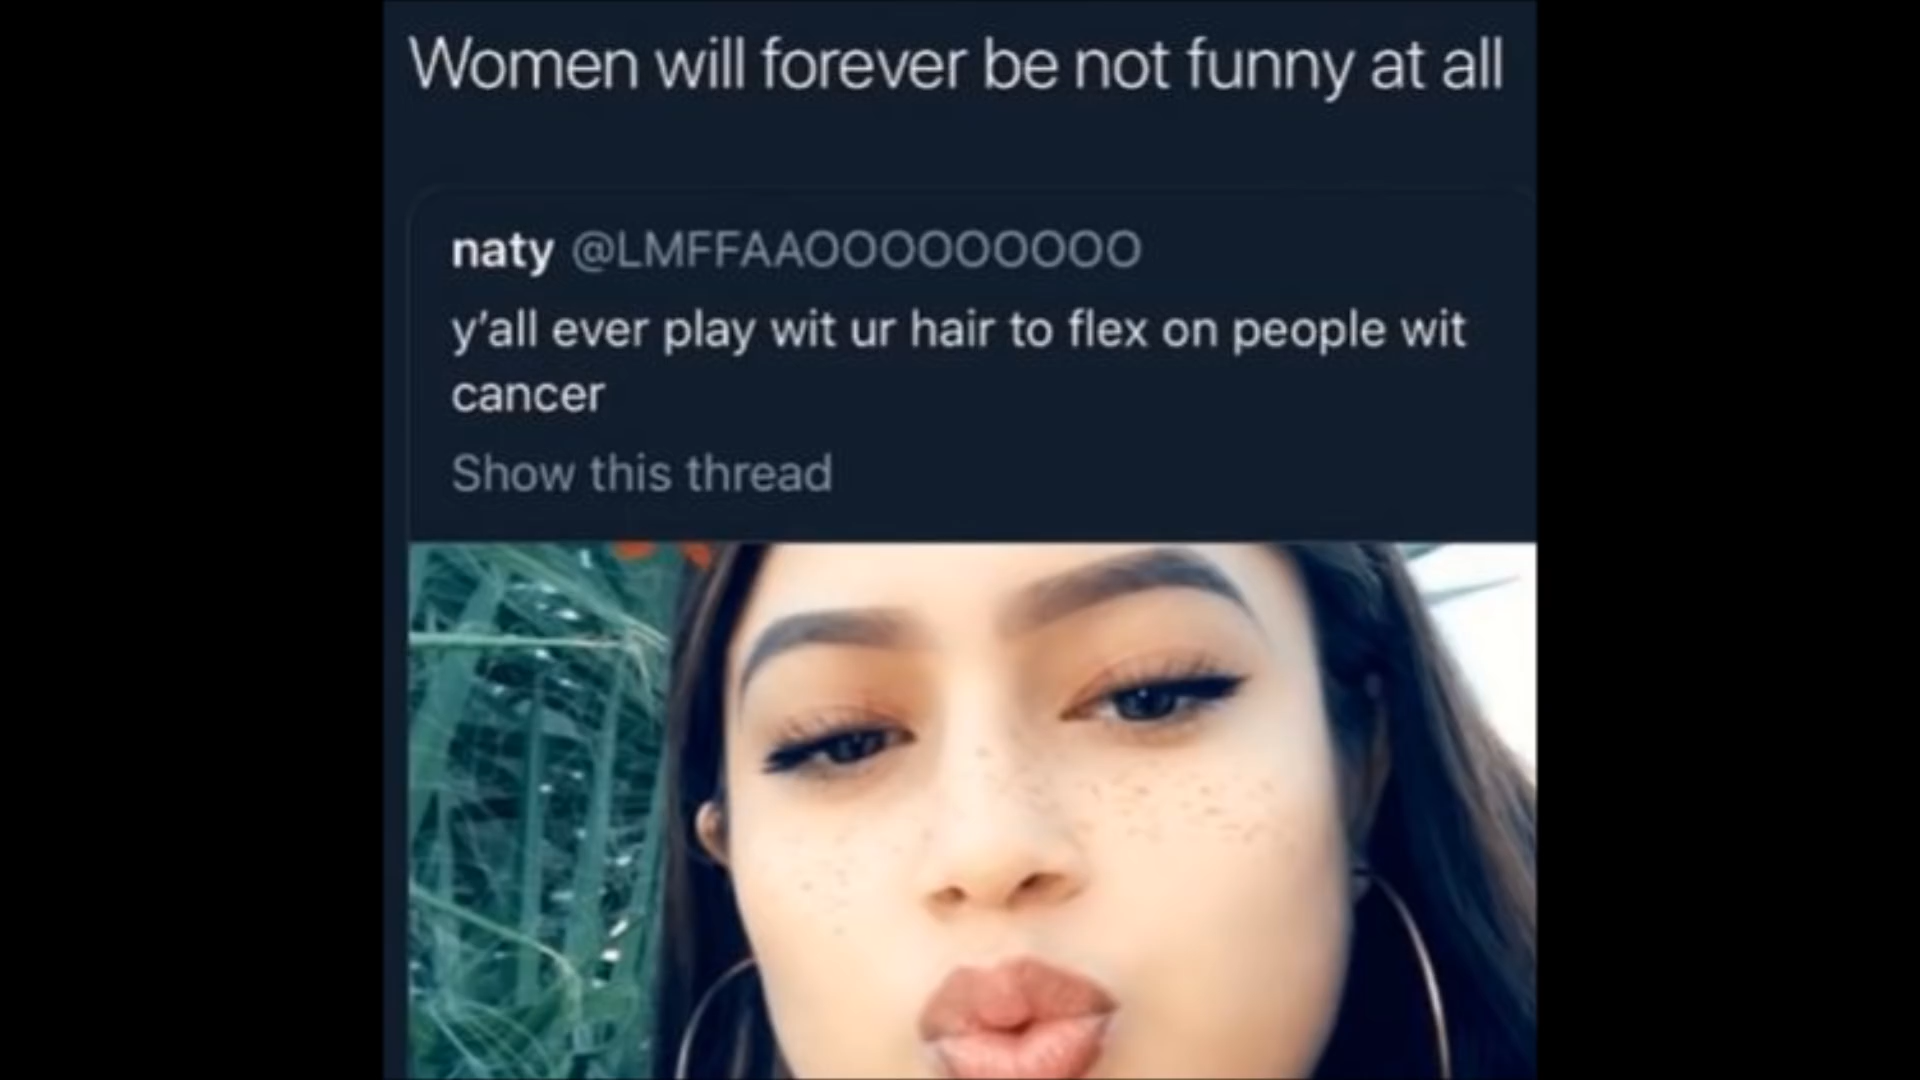 Women will forever be not funny at all
naty @LMFFAAOOOOOOOOO
y’all ever play wit ur hair to flex on people wit
cancer
Show this thread